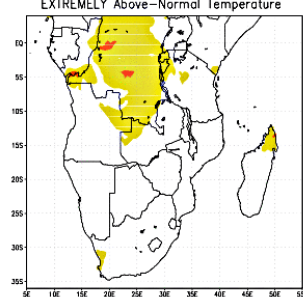 EXTREMELY Above-Normal Temperature
EQ
5S
10S
15S
20S
25S
30S
35S
5E 10E 15E 20E 25E 30E 35E 40E 45E 50E 55E